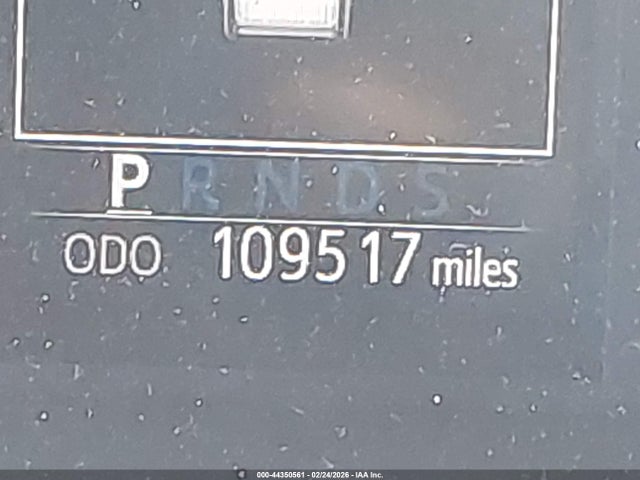 P R N D S
ODO 109517 miles
000-44350561 - 02/24/2026 - IAA Inc.